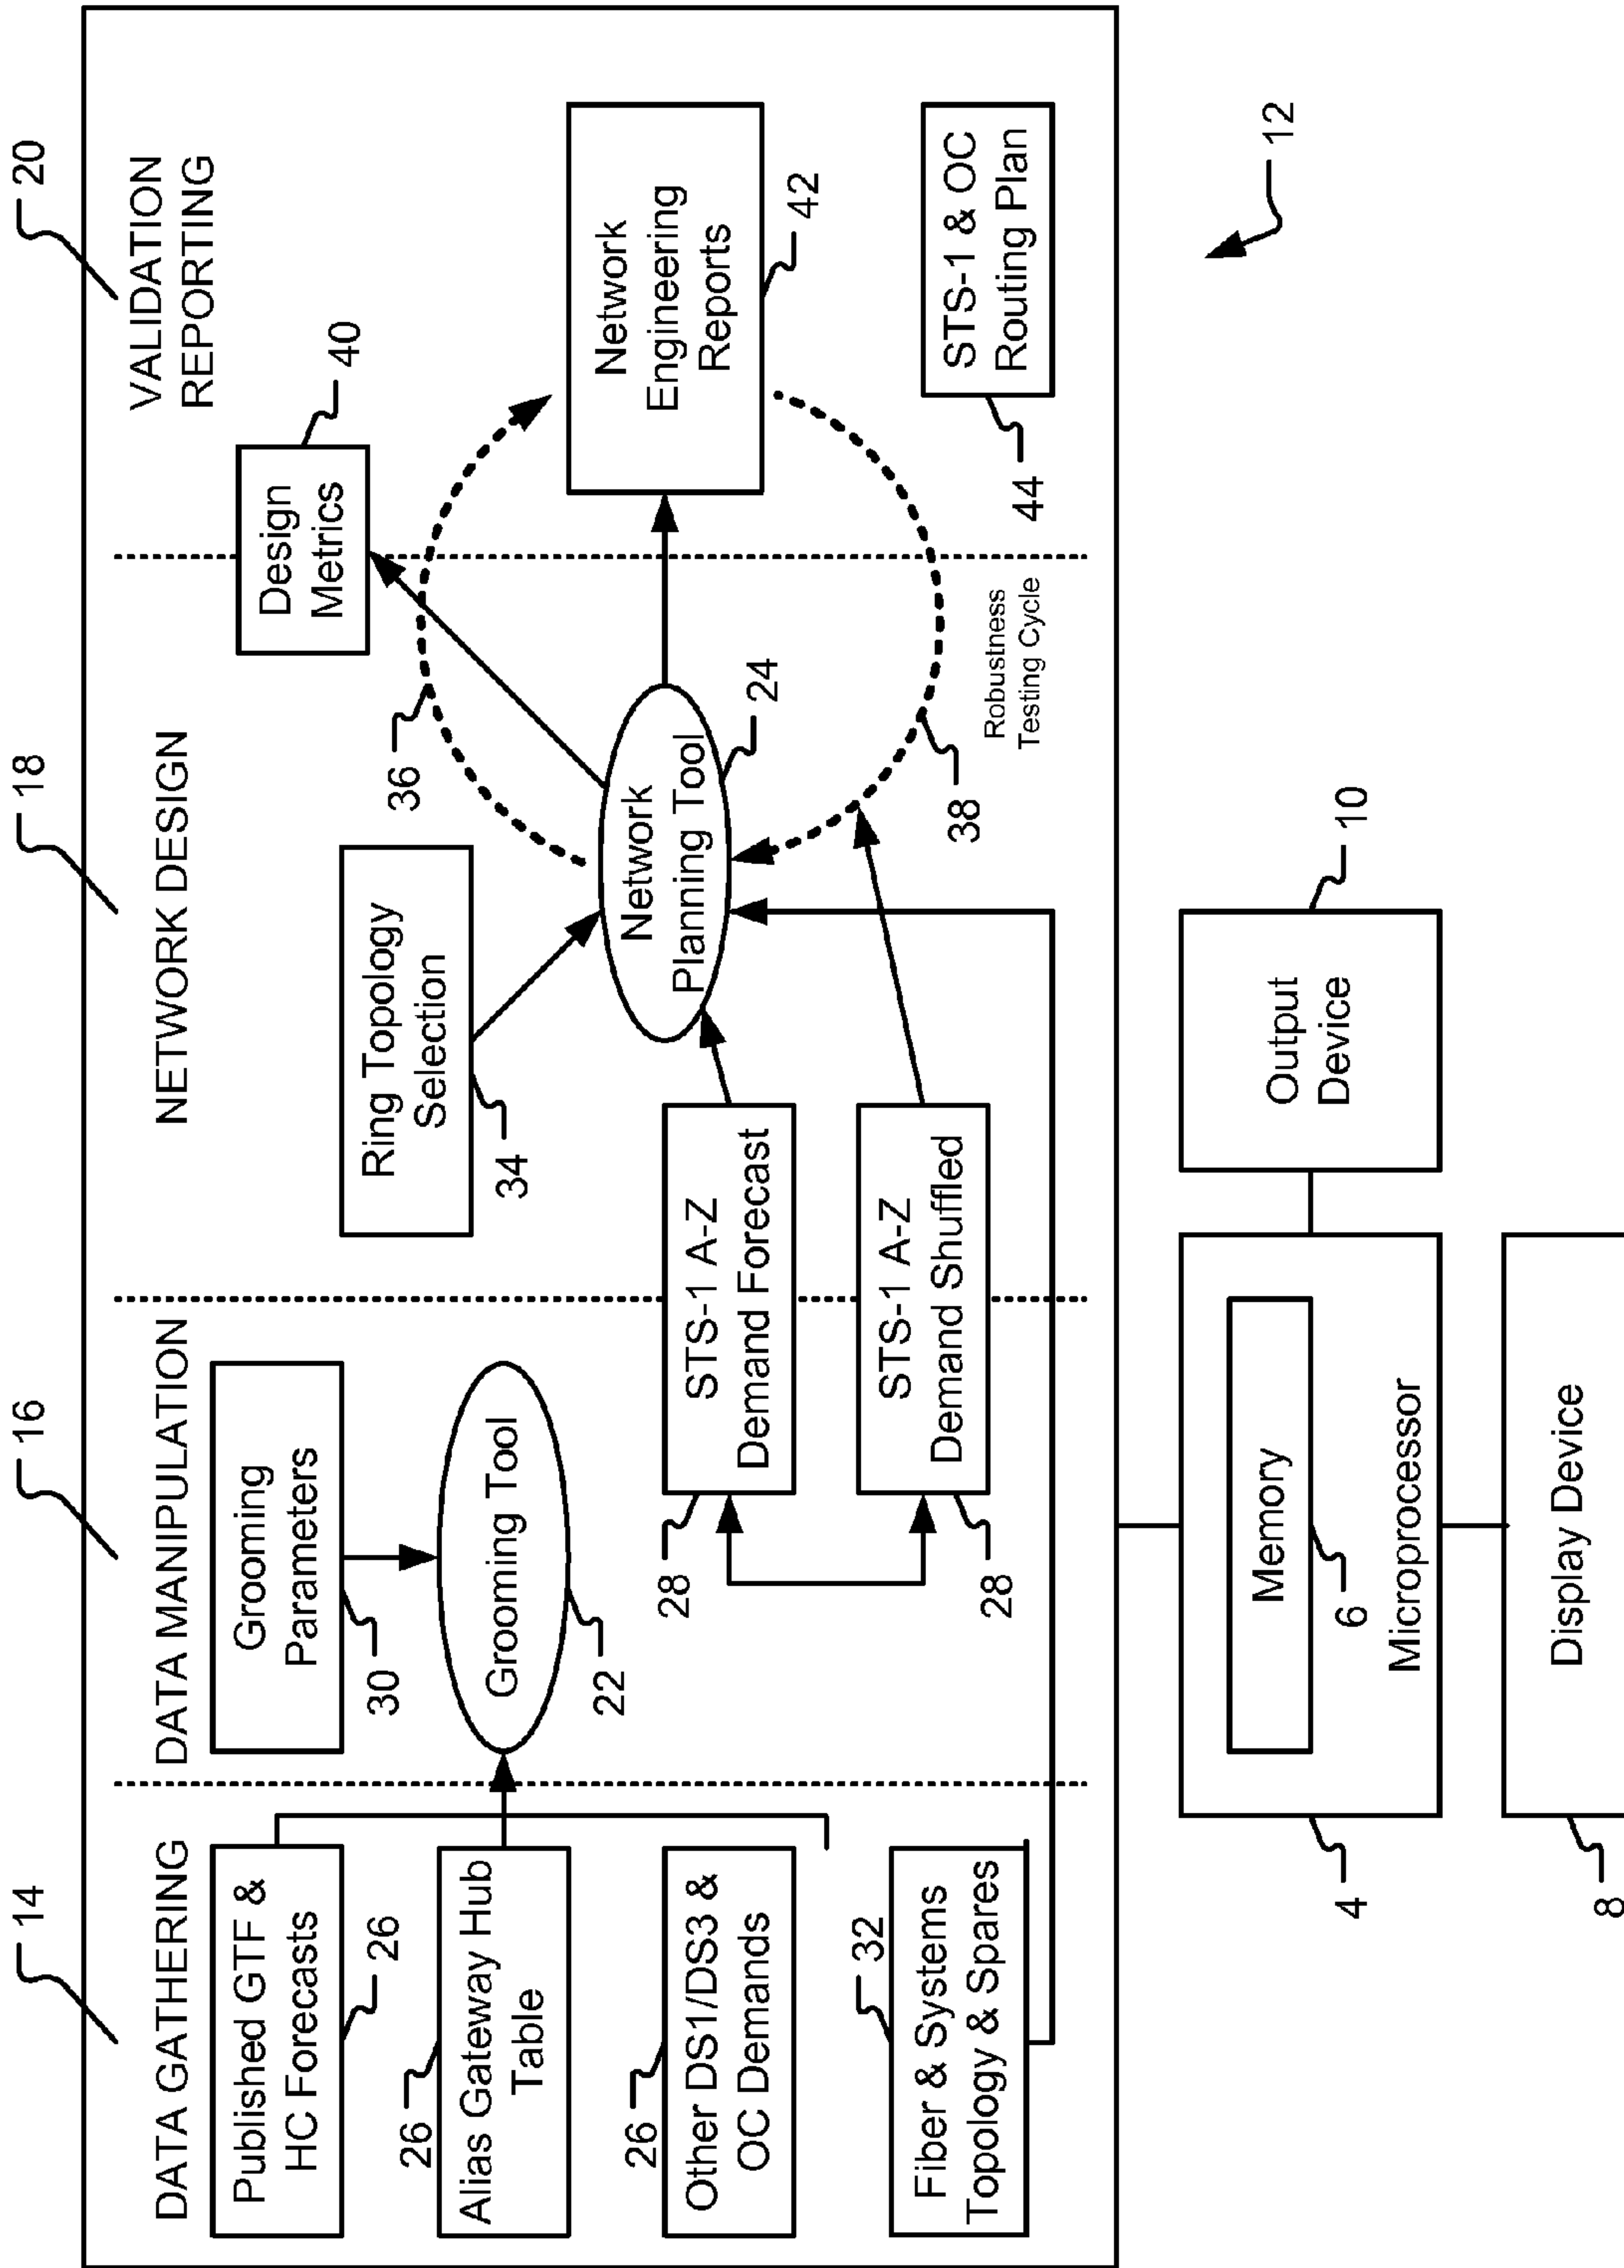 14
16
18
20
DATA GATHERING
DATA MANIPULATION
NETWORK DESIGN
VALIDATION
REPORTING
Published GTF &
HC Forecasts
26
Alias Gateway Hub
Table
26
Other DS1/DS3 &
OC Demands
26
Fiber & Systems
Topology & Spares
32
Grooming
Parameters
30
Grooming Tool
22
STS-1 A-Z
Demand Forecast
28
STS-1 A-Z
Demand Shuffled
28
Ring Topology
Selection
34
Network
Planning Tool
24
36
38
Robustness
Testing Cycle
Design
Metrics
40
Network
Engineering
Reports
42
STS-1 & OC
Routing Plan
44
12
Memory
6
Microprocessor
4
Output
Device
10
Display Device
8